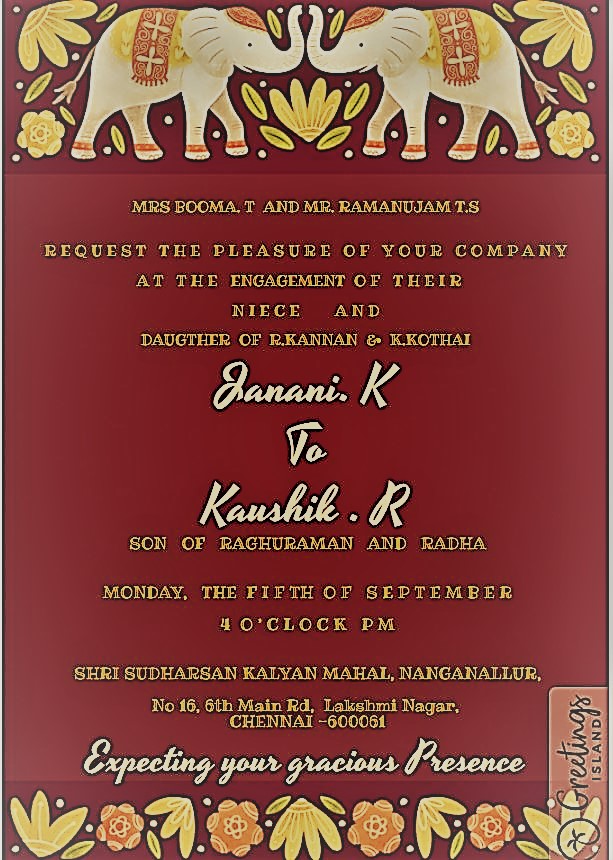 MRS BOOMA. T AND MR. RAMANUJAM T.S
REQUEST THE PLEASURE OF YOUR COMPANY
AT THE ENGAGEMENT OF THEIR
NIECE AND
DAUGTHER OF R.KANNAN & K.KOTHAI
Janani. K
To
Kaushik . R
SON OF RAGHURAMAN AND RADHA
MONDAY, THE FIFTH OF SEPTEMBER
4 O'CLOCK PM
SHRI SUDHARSAN KALYAN MAHAL, NANGANALLUR,
No 16, 6th Main Rd, Lakshmi Nagar,
CHENNAI -600061
Expecting your gracious Presence
Greetings
ISLAND